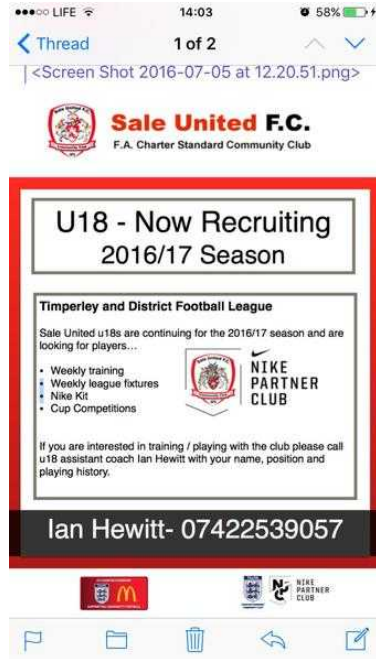 LIFE 14:03 58%
Thread 1 of 2
<Screen Shot 2016-07-05 at 12.20.51.png>
Sale United F.C.
F.A. Charter Standard Community Club
U18 - Now Recruiting
2016/17 Season
Timperley and District Football League
Sale United u18s are continuing for the 2016/17 season and are
looking for players...
• Weekly training
• Weekly league fixtures
• Nike Kit
• Cup Competitions
NIKE
PARTNER
CLUB
If you are interested in training / playing with the club please call
u18 assistant coach Ian Hewitt with your name, position and
playing history.
Ian Hewitt- 07422539057
NIKE
PARTNER
CLUB